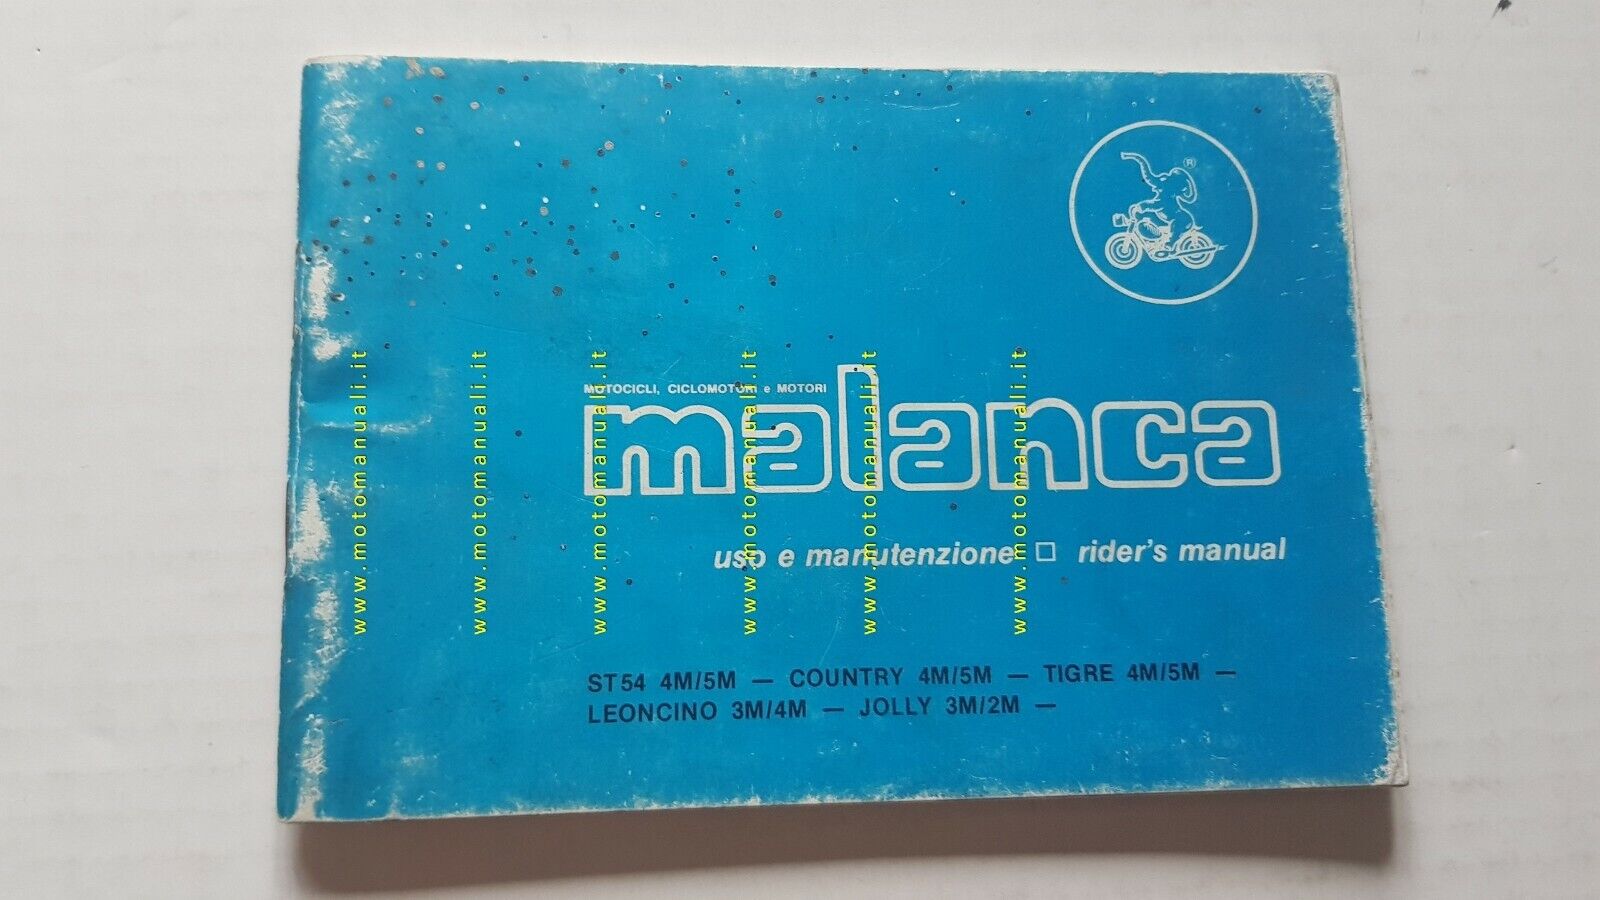 ®
MOTOCICLI, CICLOMOTORI e MOTORI
malanca
uso e manutenzione □ rider's manual
ST54 4M/5M — COUNTRY 4M/5M — TIGRE 4M/5M —
LEONCINO 3M/4M — JOLLY 3M/2M —
www.motomanuali.it
www.motomanuali.it
www.motomanuali.it
www.motomanuali.it
www.motomanuali.it
www.motomanuali.it